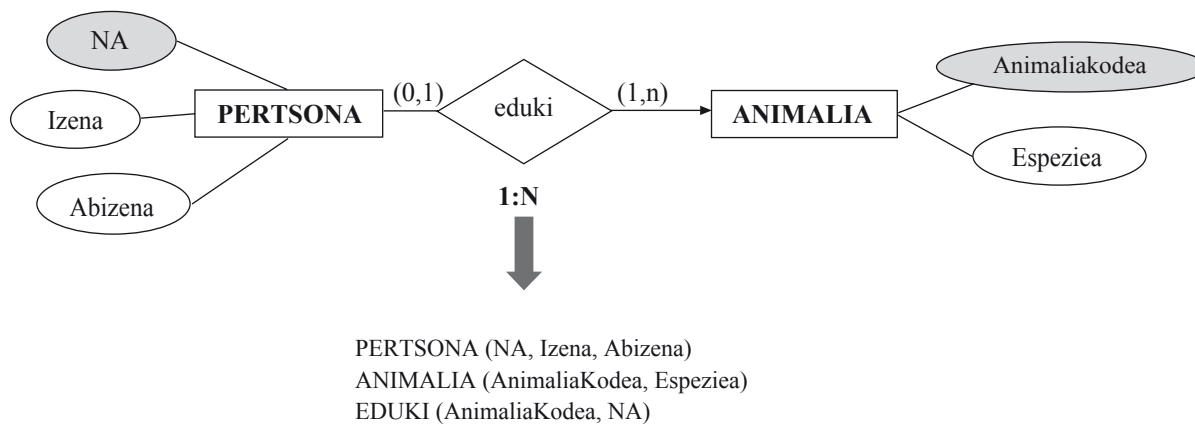 NA
Animaliakodea
(0,1)
(1,n)
Izena
PERTSONA
eduki
ANIMALIA
Espeziea
Abizena
1:N
PERTSONA (NA, Izena, Abizena)
ANIMALIA (AnimaliaKodea, Espeziea)
EDUKI (AnimaliaKodea, NA)